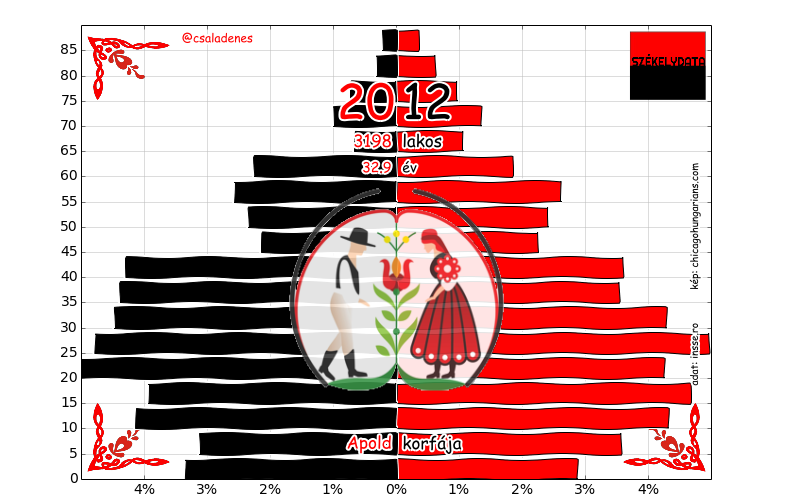 @csaladenes
SZÉKELYDATA
2012
3198 lakos
32.9 év
Apold korfája
kép: chicagohungarians.com
adat: insse.ro
85
80
75
70
65
60
55
50
45
40
35
30
25
20
15
10
5
0
4% 3% 2% 1% 0% 1% 2% 3% 4%